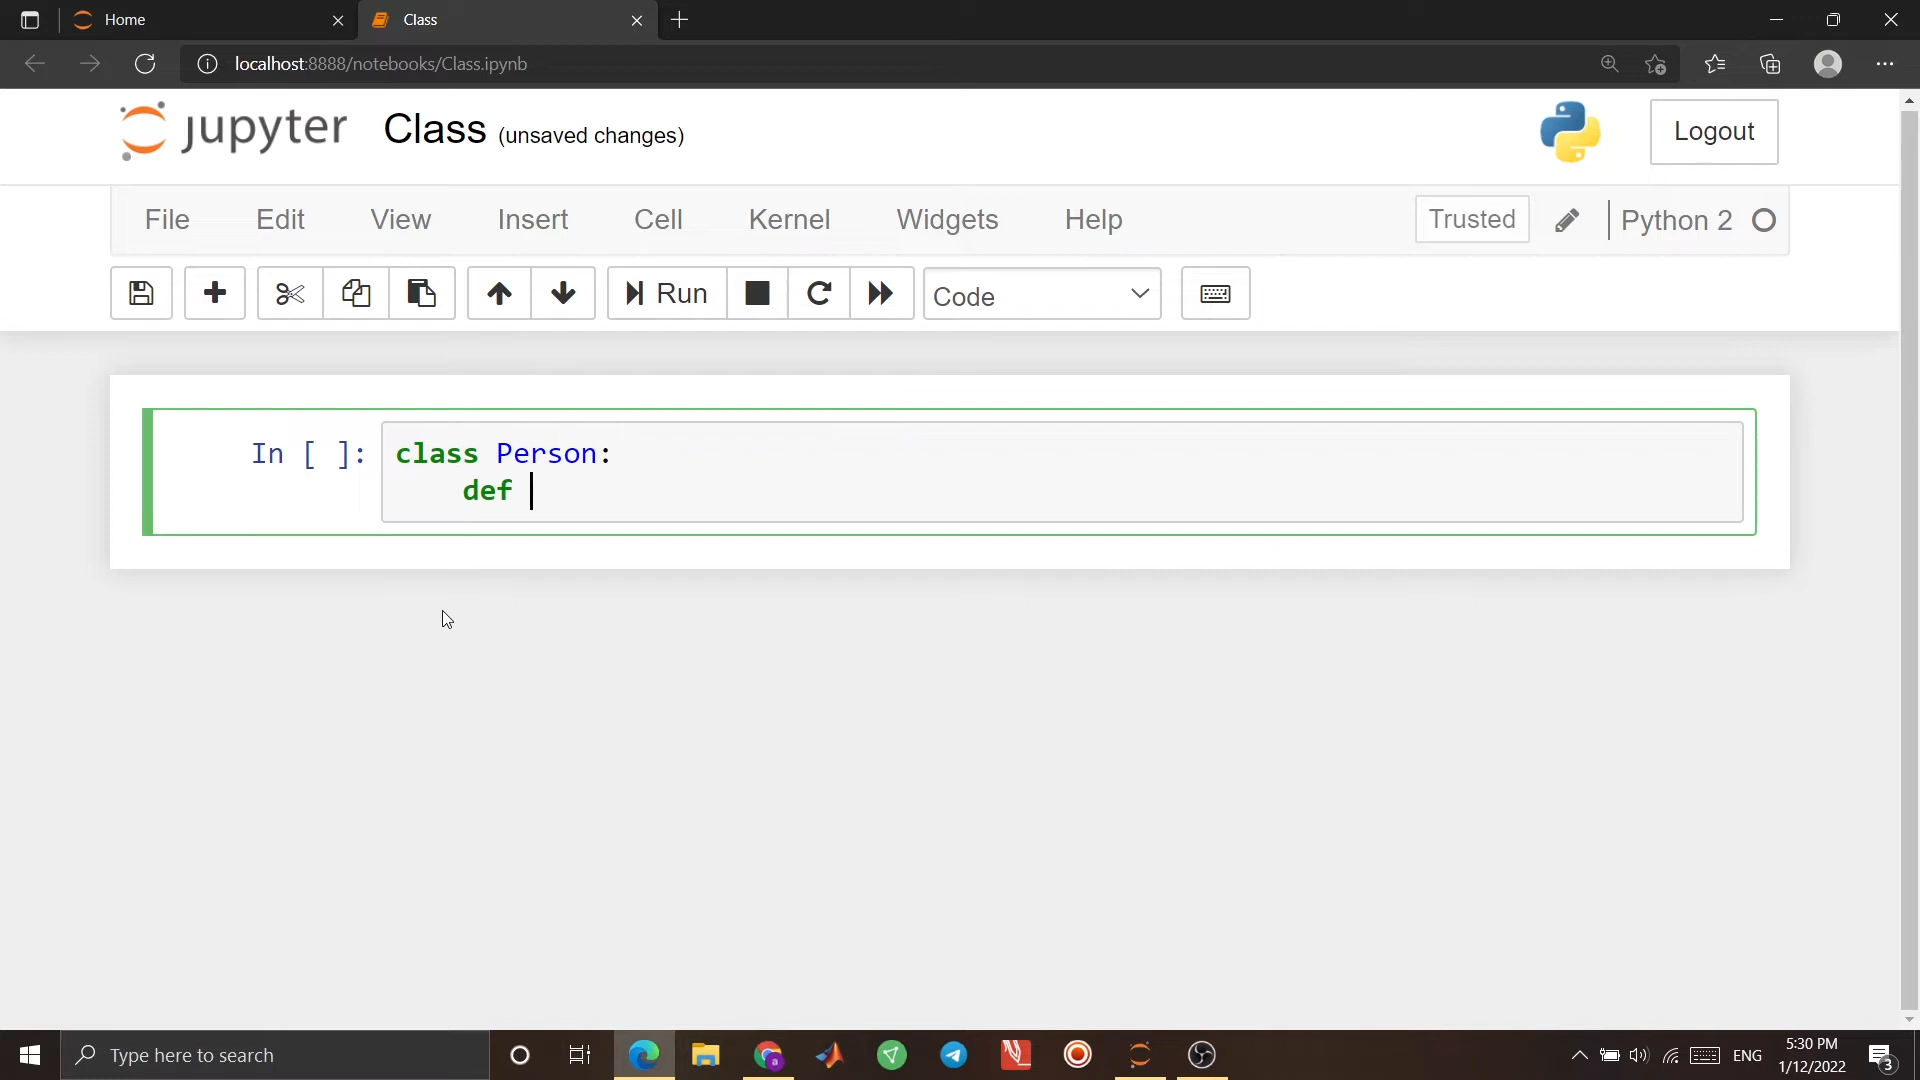 Home
Class
localhost:8888/notebooks/Class.ipynb
jupyter Class (unsaved changes)
Logout
File Edit View Insert Cell Kernel Widgets Help
Trusted Python 2
Run Code
In [ ]: class Person:
def
Type here to search
ENG
5:30 PM
1/12/2022
3
a